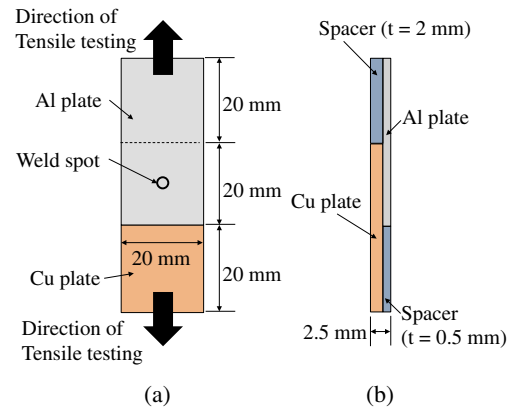 Direction of
Tensile testing
Al plate
20 mm
Weld spot
20 mm
20 mm
Cu plate
20 mm
Direction of
Tensile testing
(a)
Spacer (t = 2 mm)
Al plate
Cu plate
2.5 mm
Spacer
(t = 0.5 mm)
(b)